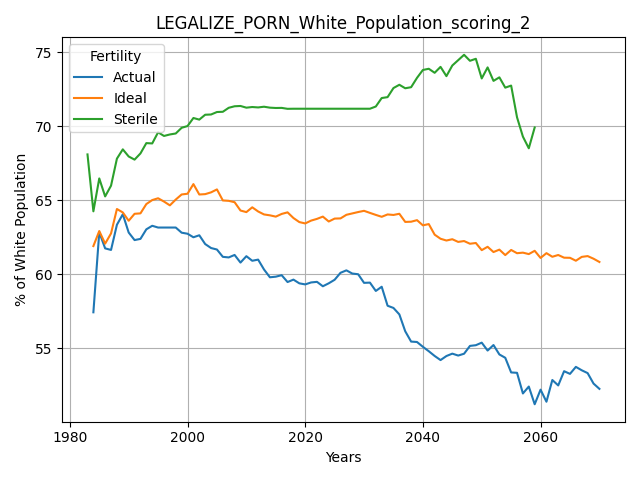 LEGALIZE_PORN_White_Population_scoring_2
Fertility
Actual
Ideal
Sterile
% of White Population
75
70
65
60
55
1980
2000
2020
2040
2060
Years